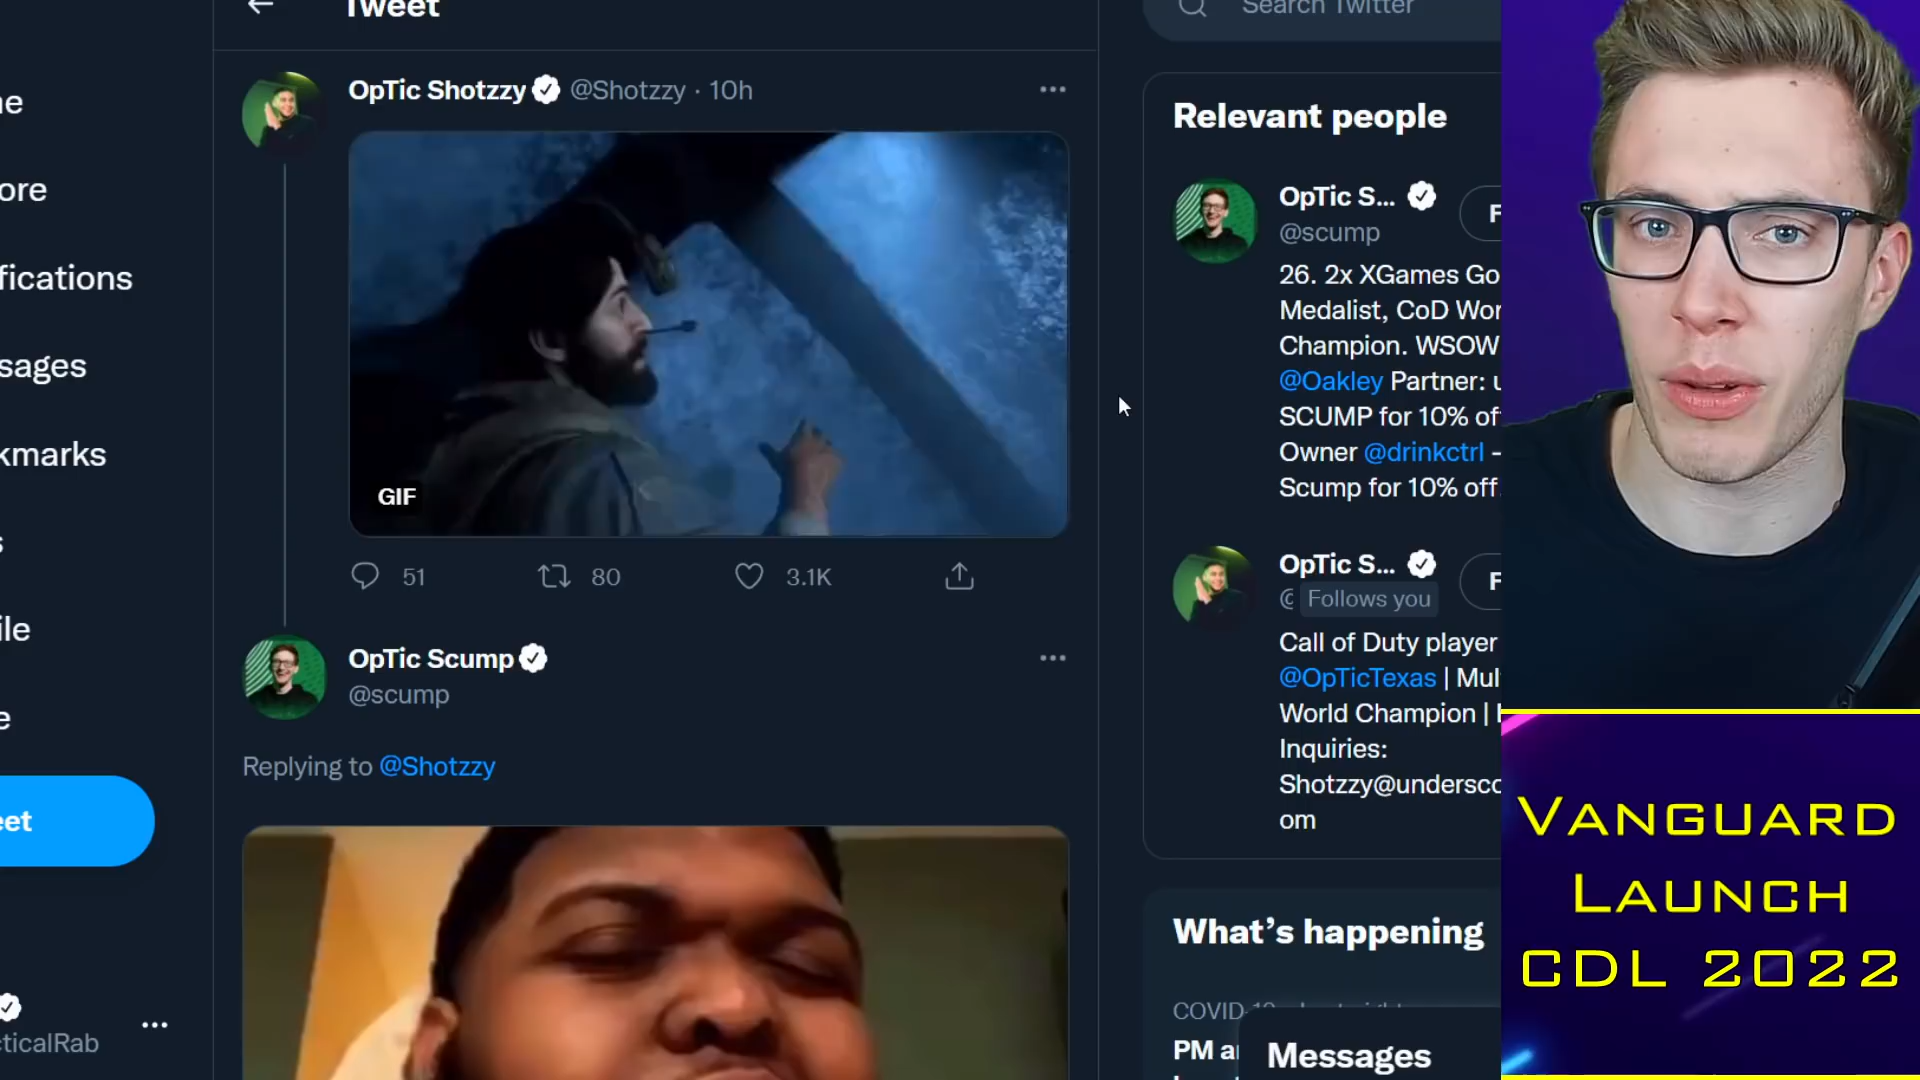 Tweet
Search Twitter
OpTic Shotzzy @Shotzzy · 10h
GIF
51
80
3.1K
OpTic Scump
@scump
Replying to @Shotzzy
e
ore
fications
sages
kmarks
s
ile
e
eet
cticalRab
Relevant people
OpTic S...
@scump
F
26. 2x XGames Go
Medalist, CoD Wor
Champion. WSOW
@Oakley Partner: u
SCUMP for 10% of
Owner @drinkctrl -
Scump for 10% off.
OpTic S...
@
Follows you
F
Call of Duty player
@OpTicTexas | Mul
World Champion |
Inquiries:
Shotzzy@undersco
om
What's happening
COVID-19
PM a
Messages
VANGUARD
LAUNCH
CDL 2022